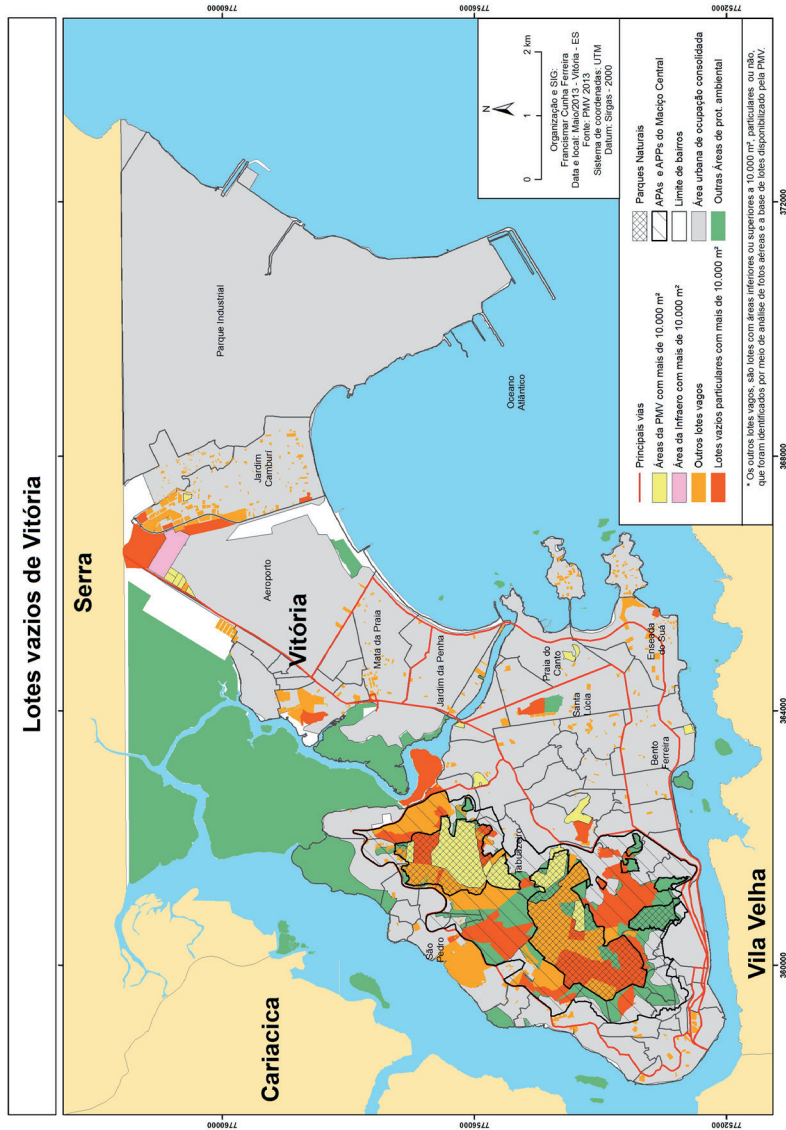 Lotes vazios de Vitória
Serra
Cariacica
Vitória
Vila Velha
Parque Industrial
Jardim
Camburí
Aeroporto
Mata da Praia
Jardim da Penha
Oceano
Atlântico
Praia do
Canto
Santa
Lúcia
Enseada
do Suá
Bento
Ferreira
Tabuazeiro
São
Pedro
7760000
7756000
7752000
7760000
7756000
7752000
360000
364000
368000
372000
N
0 1 2 km
Organização e SIG:
Francismar Cunha Ferreira
Data e local: Maio/2013 - Vitória - ES
Fonte: PMV 2013
Sistema de coordenadas: UTM
Datum: Sirgas - 2000
Principais vias
Áreas da PMV com mais de 10.000 m²
Área da Infraero com mais de 10.000 m²
Outros lotes vagos
Lotes vazios particulares com mais de 10.000 m²
Parques Naturais
APAs e APPs do Maciço Central
Limite de bairros
Área urbana de ocupação consolidada
Outras Áreas de prot. ambiental
* Os outros lotes vagos, são lotes com áreas inferiores ou superiores a 10.000 m², particulares ou não,
que foram identificados por meio de análise de fotos aéreas e a base de lotes disponibilizado pela PMV.